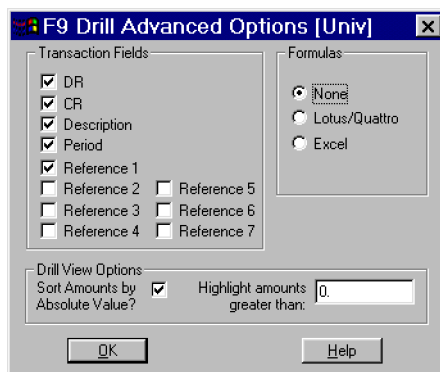 F9 Drill Advanced Options [Univ]
Transaction Fields
DR
CR
Description
Period
Reference 1
Reference 2 Reference 5
Reference 3 Reference 6
Reference 4 Reference 7
Formulas
None
Lotus/Quattro
Excel
Drill View Options
Sort Amounts by
Absolute Value?
Highlight amounts
greater than:
0.
OK
Help